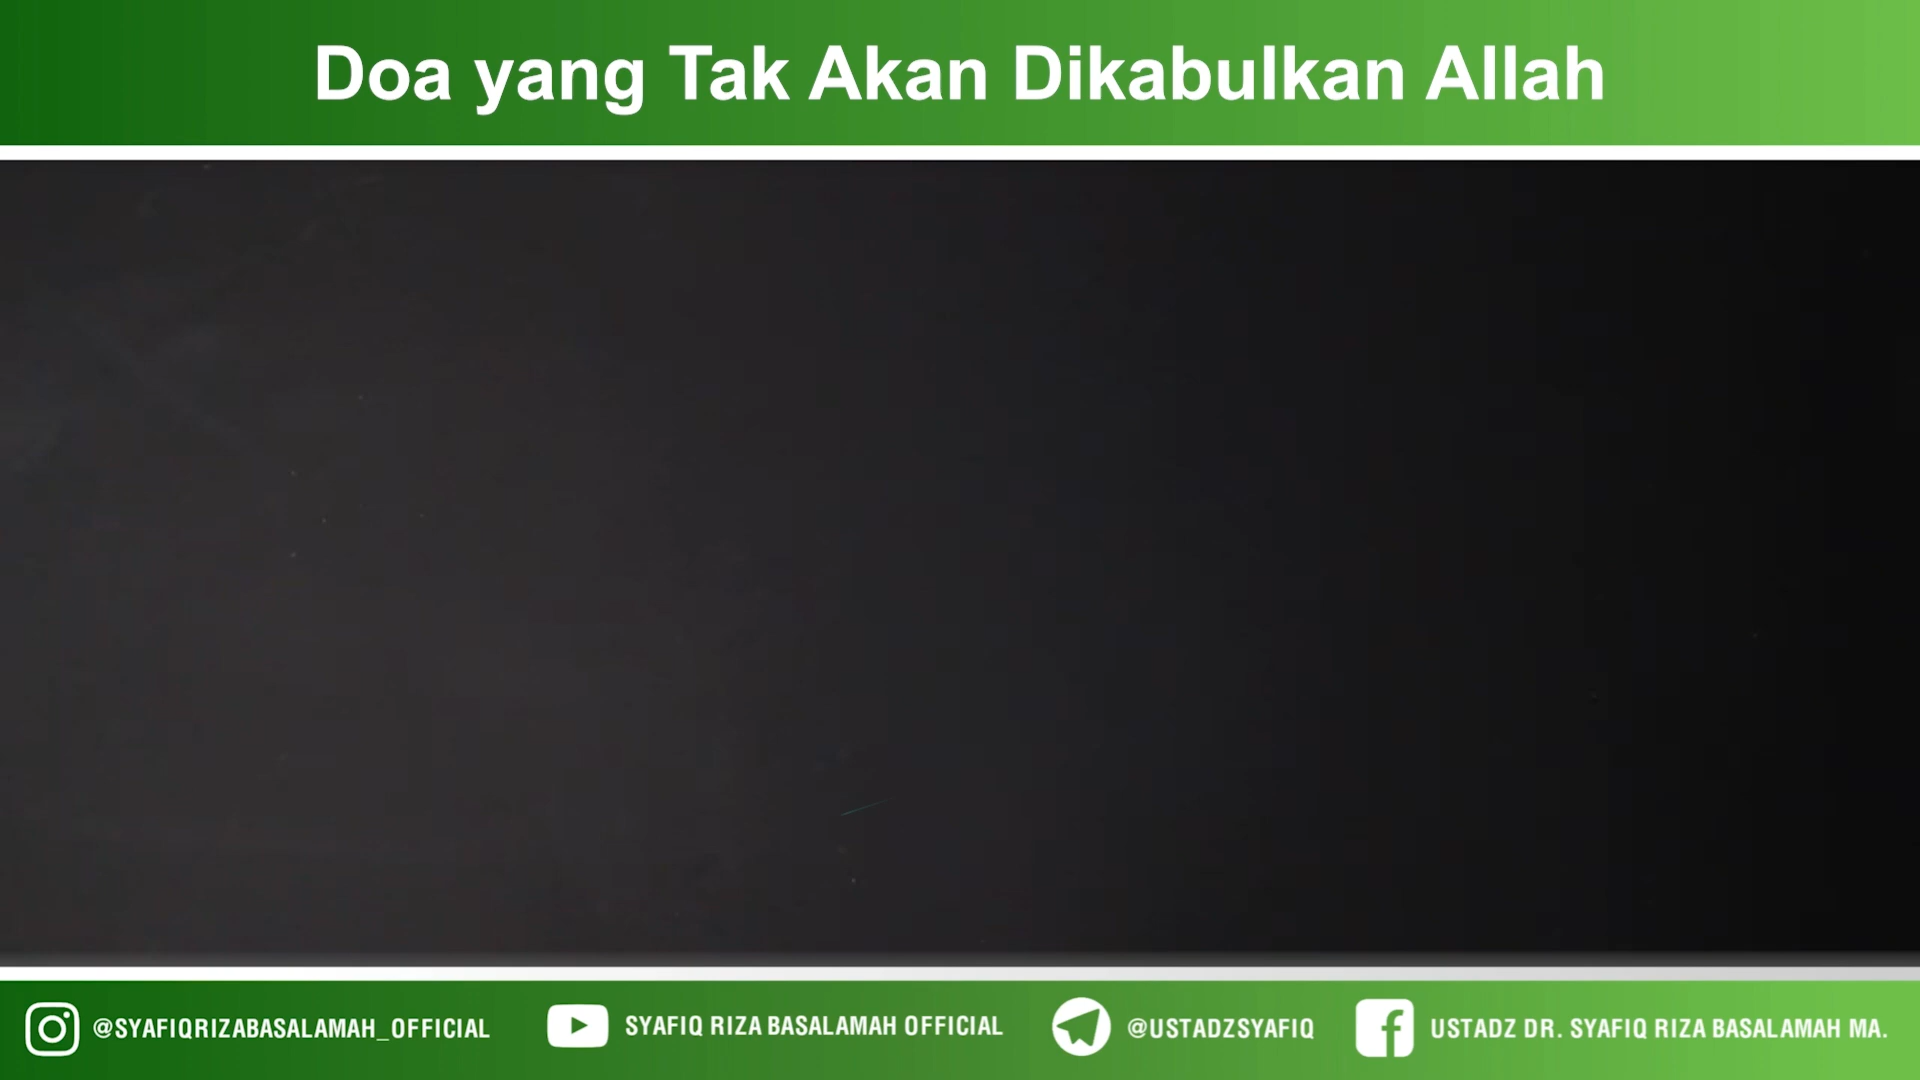 Doa yang Tak Akan Dikabulkan Allah
@SYAFIQRIZABASALAMAH_OFFICIAL
SYAFIQ RIZA BASALAMAH OFFICIAL
@USTADZSYAFIQ
USTADZ DR. SYAFIQ RIZA BASALAMAH MA.